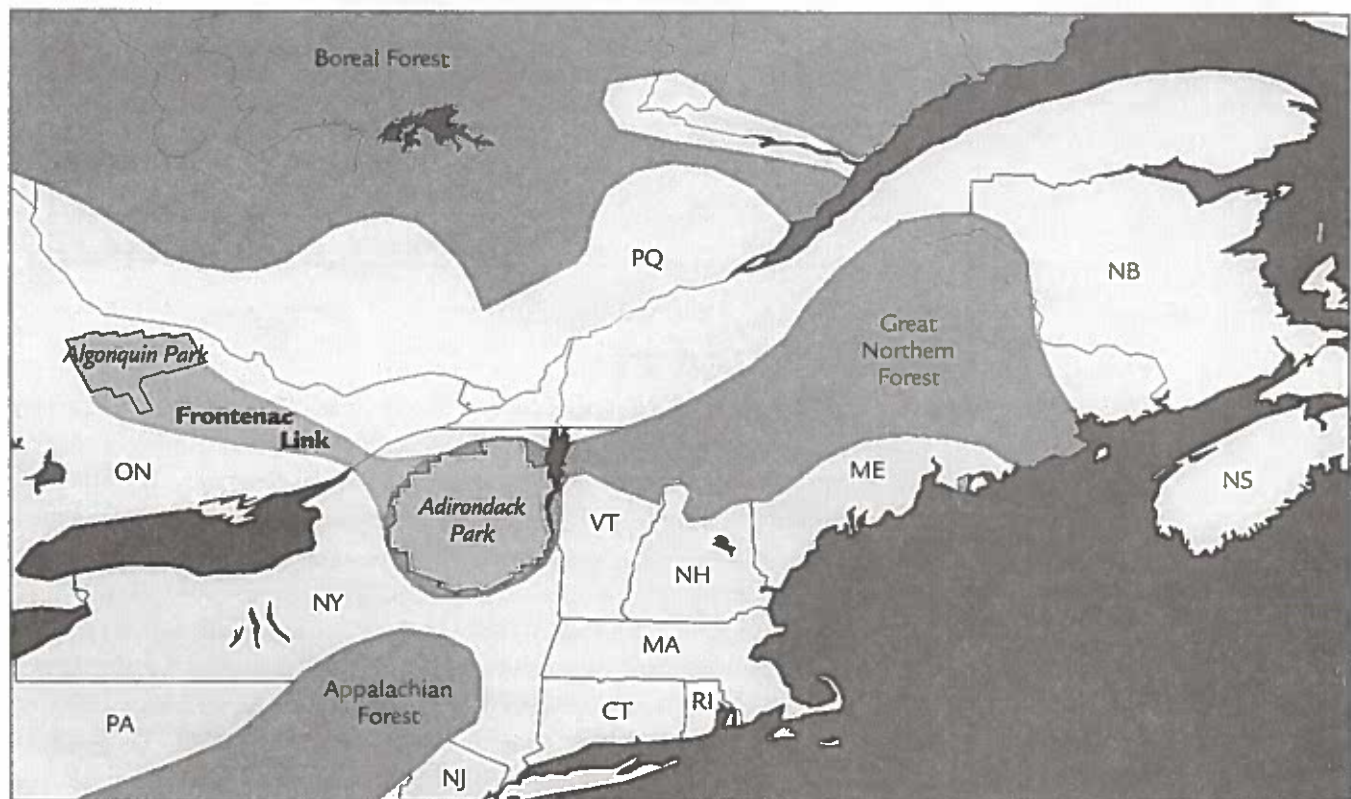 Boreal Forest
PQ
NB
Great
Northern
Forest
Algonquin Park
Frontenac
Link
ON
ME
NS
Adirondack
Park
VT
NH
NY
MA
Appalachian
Forest
CT
RI
PA
NJ